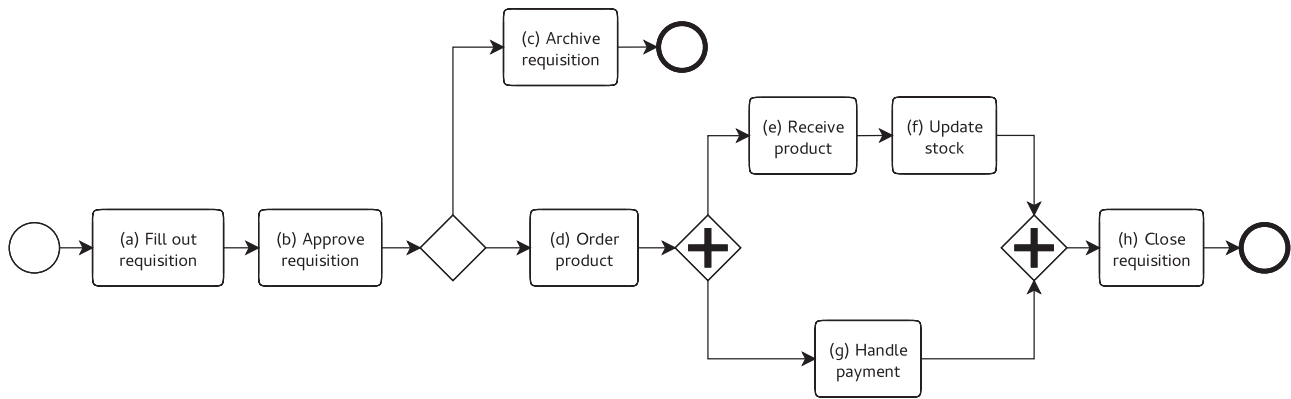 (c) Archive
requisition
(e) Receive
product
(f) Update
stock
(a) Fill out
requisition
(b) Approve
requisition
(d) Order
product
(h) Close
requisition
(g) Handle
payment